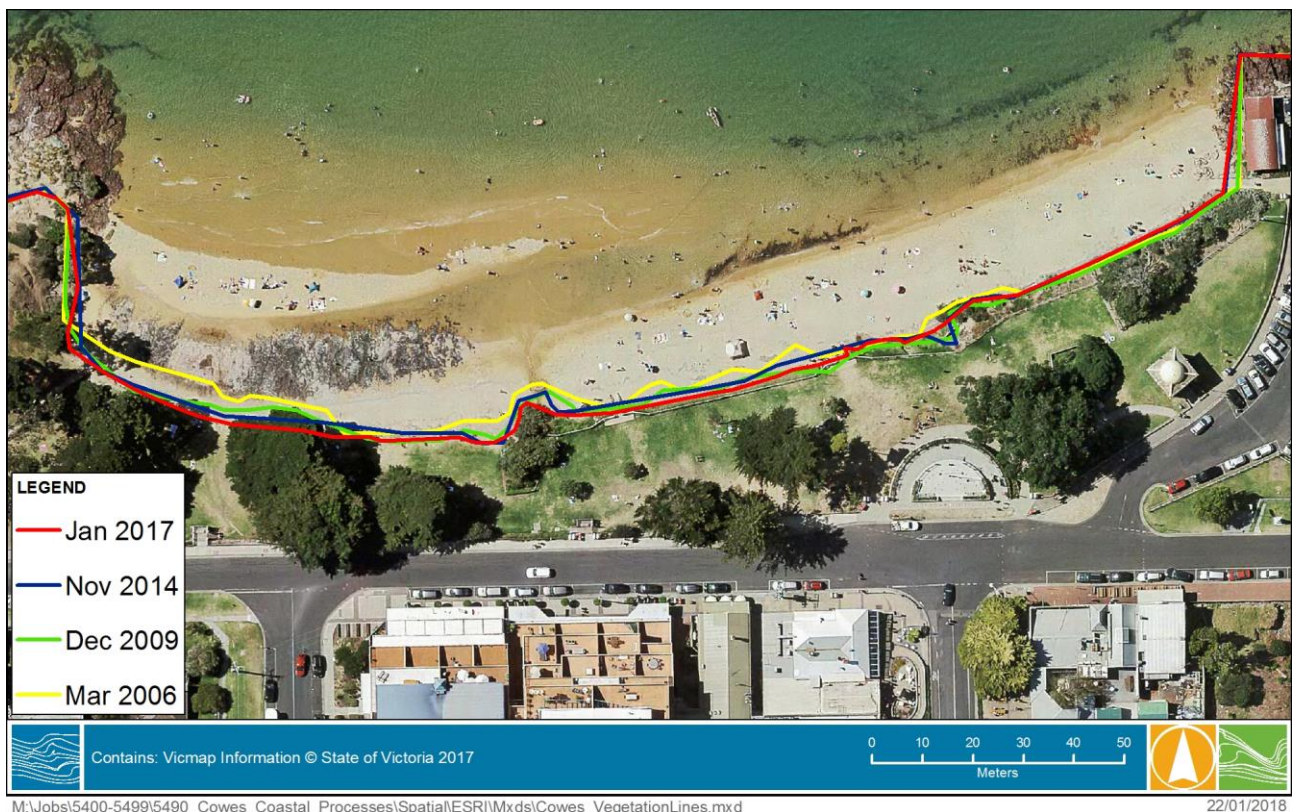 LEGEND
Jan 2017
Nov 2014
Dec 2009
Mar 2006
Contains: Vicmap Information © State of Victoria 2017
0 10 20 30 40 50
Meters
M:\Jobs\5400-5499\5490_Cowes_Coastal_Processes\Spatial\ESRI\Mxds\Cowes_VegetationLines.mxd
22/01/2018